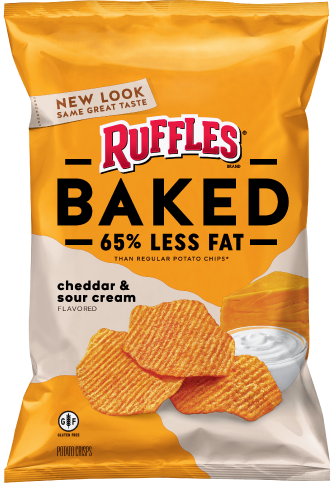 NEW LOOK
SAME GREAT TASTE
RUFFLES®
BRAND
BAKED
65% LESS FAT
THAN REGULAR POTATO CHIPS*
cheddar &
sour cream
FLAVORED
GF
GLUTEN FREE
POTATO CRISPS